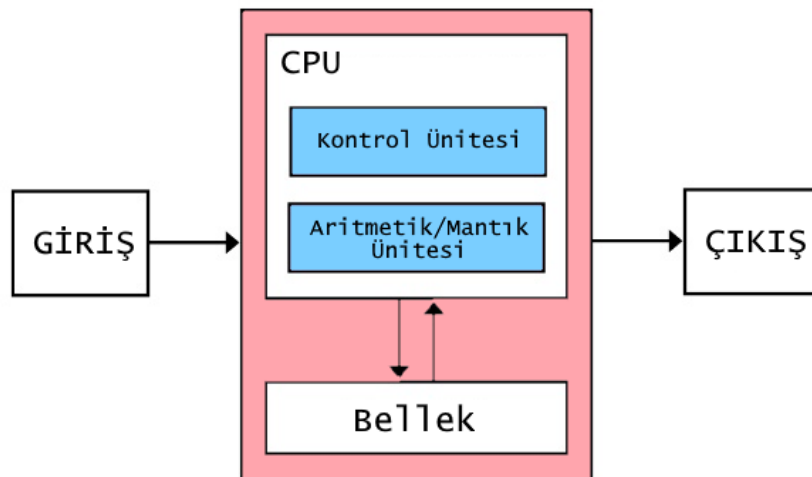 CPU
Kontrol Ünitesi
Aritmetik/Mantık
Ünitesi
GİRİŞ
ÇIKIŞ
Bellek